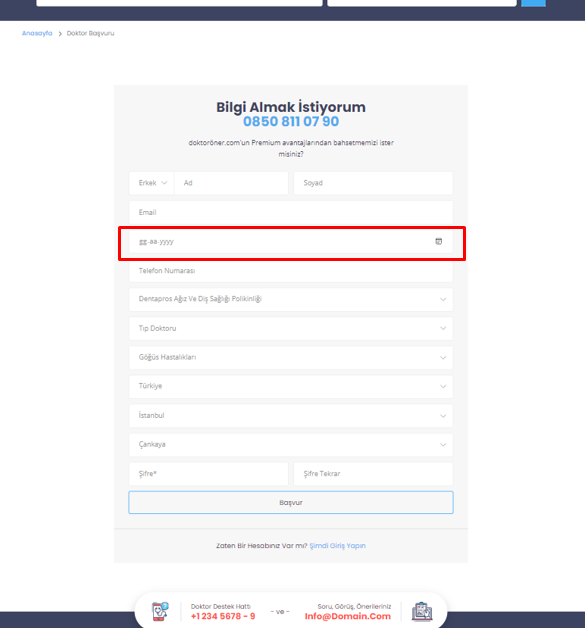 Anasayfa > Doktor Başvuru
Bilgi Almak İstiyorum
0850 811 07 90
doktoröner.com'un Premium avantajlarından bahsetmemizi ister
misiniz?
Erkek Ad Soyad
Email
gg.aa.yyyy
Telefon Numarası
Dentapros Ağız Ve Diş Sağlığı Polikinliği
Tıp Doktoru
Göğüs Hastalıkları
Türkiye
İstanbul
Çankaya
Şifre* Şifre Tekrar
Başvur
Zaten Bir Hesabınız Var mı? Şimdi Giriş Yapın
Doktor Destek Hattı
+1 234 5678 - 9
- ve -
Soru, Görüş, Önerileriniz
Info@Domain.Com